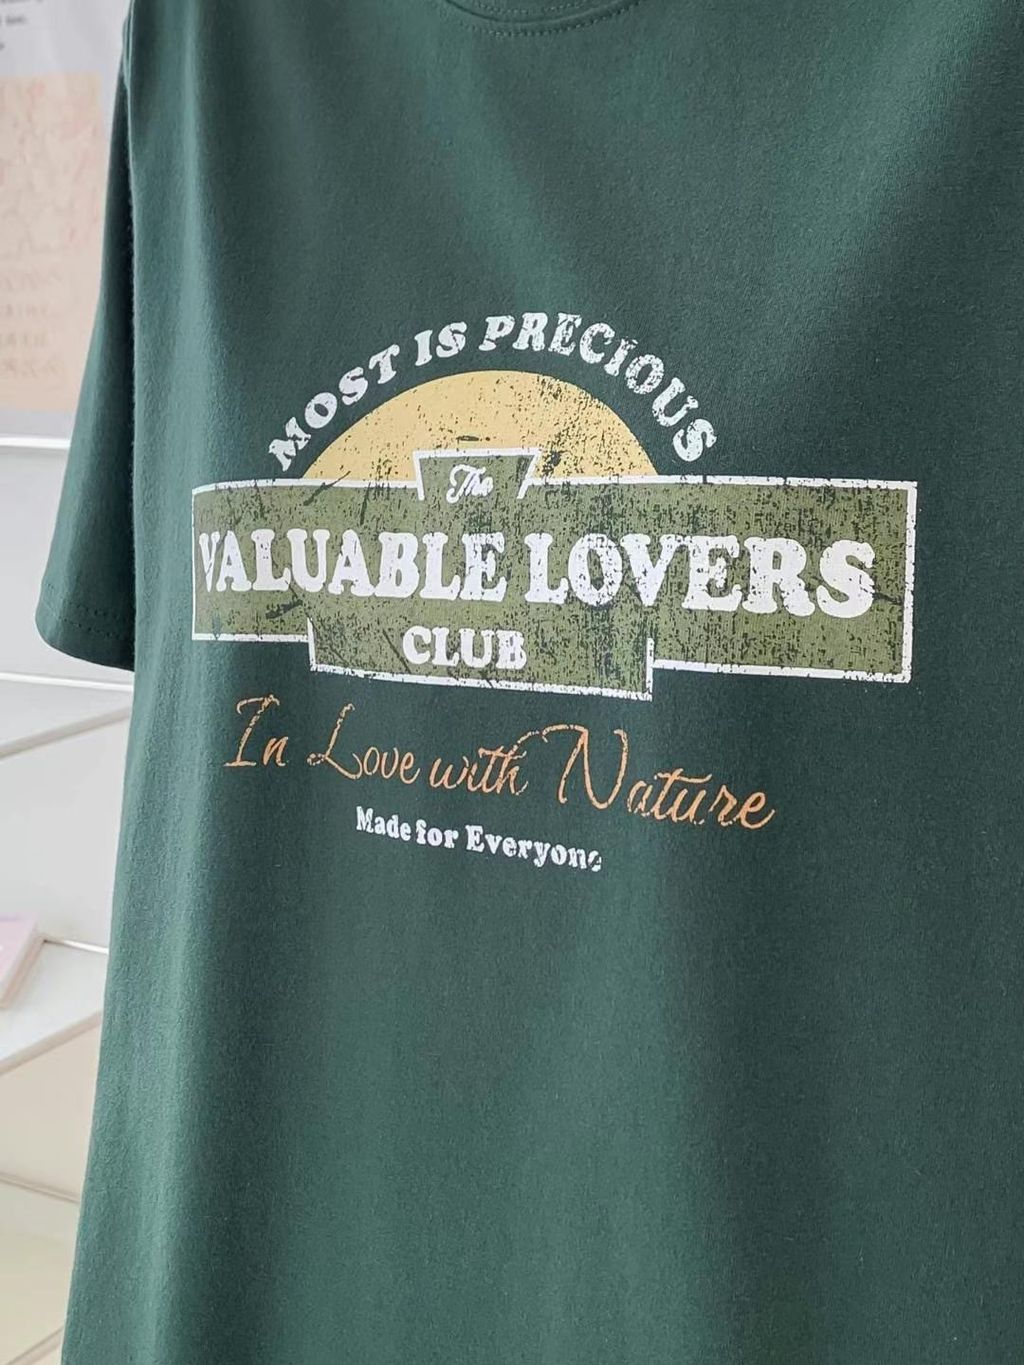 MOST IS PRECIOUS
The
VALUABLE LOVERS
CLUB
In Love with Nature
Made for Everyone